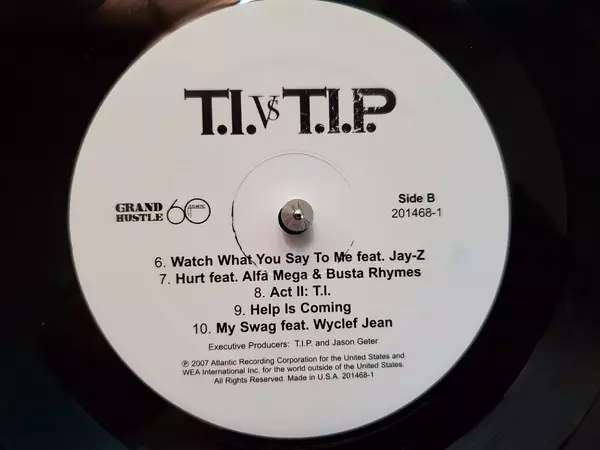 T.I. vs T.I.P.
GRAND
HUSTLE
60
Side B
201468-1
6. Watch What You Say To Me feat. Jay-Z
7. Hurt feat. Alfa Mega & Busta Rhymes
8. Act II: T.I.
9. Help Is Coming
10. My Swag feat. Wyclef Jean
Executive Producers: T.I.P. and Jason Geter
℗ 2007 Atlantic Recording Corporation for the United States and
WEA International Inc. for the world outside of the United States.
All Rights Reserved. Made in U.S.A. 201468-1